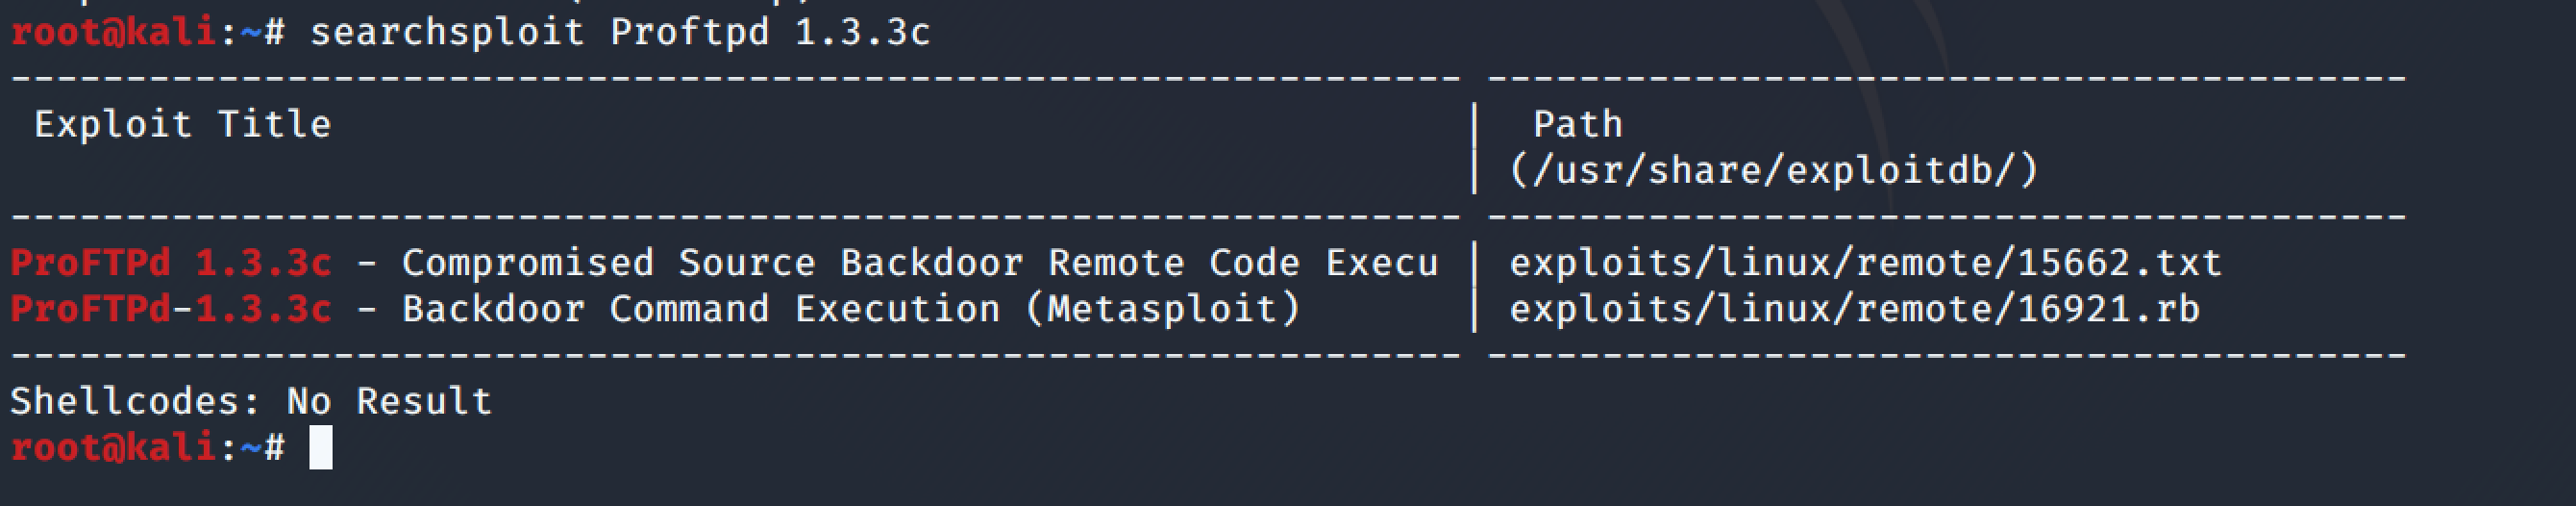 root@kali:~# searchsploit Proftpd 1.3.3c
---------------------------------------------------------------- ----------------------------------------
 Exploit Title | Path
 | (/usr/share/exploitdb/)
---------------------------------------------------------------- ----------------------------------------
ProFTPd 1.3.3c - Compromised Source Backdoor Remote Code Execu | exploits/linux/remote/15662.txt
ProFTPd-1.3.3c - Backdoor Command Execution (Metasploit) | exploits/linux/remote/16921.rb
---------------------------------------------------------------- ----------------------------------------
Shellcodes: No Result
root@kali:~#